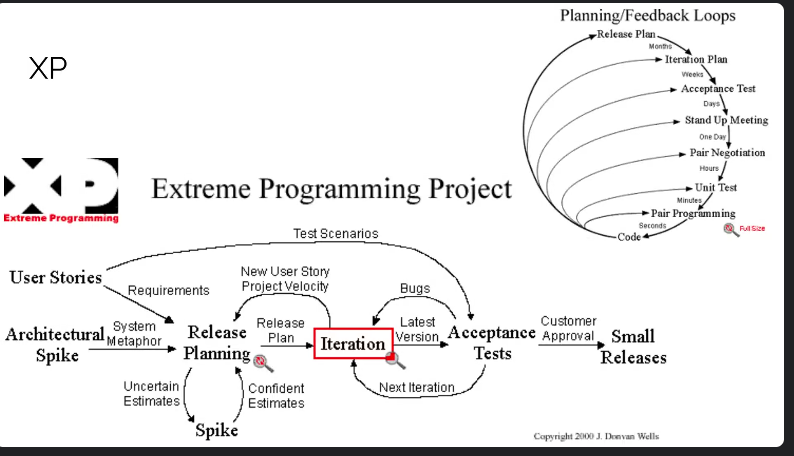 Planning/Feedback Loops
Release Plan
Months
Iteration Plan
Weeks
Acceptance Test
Days
Stand Up Meeting
One Day
Pair Negotiation
Hours
Unit Test
Minutes
Pair Programming
Seconds
Code
Full Size
XP
XP
Extreme Programming
Extreme Programming Project
Test Scenarios
User Stories
Requirements
New User Story
Project Velocity
Bugs
Architectural
Spike
System
Metaphor
Release
Planning
Release
Plan
Iteration
Latest
Version
Acceptance
Tests
Customer
Approval
Small
Releases
Uncertain
Estimates
Confident
Estimates
Next Iteration
Spike
Copyright 2000 J. Donvan Wells